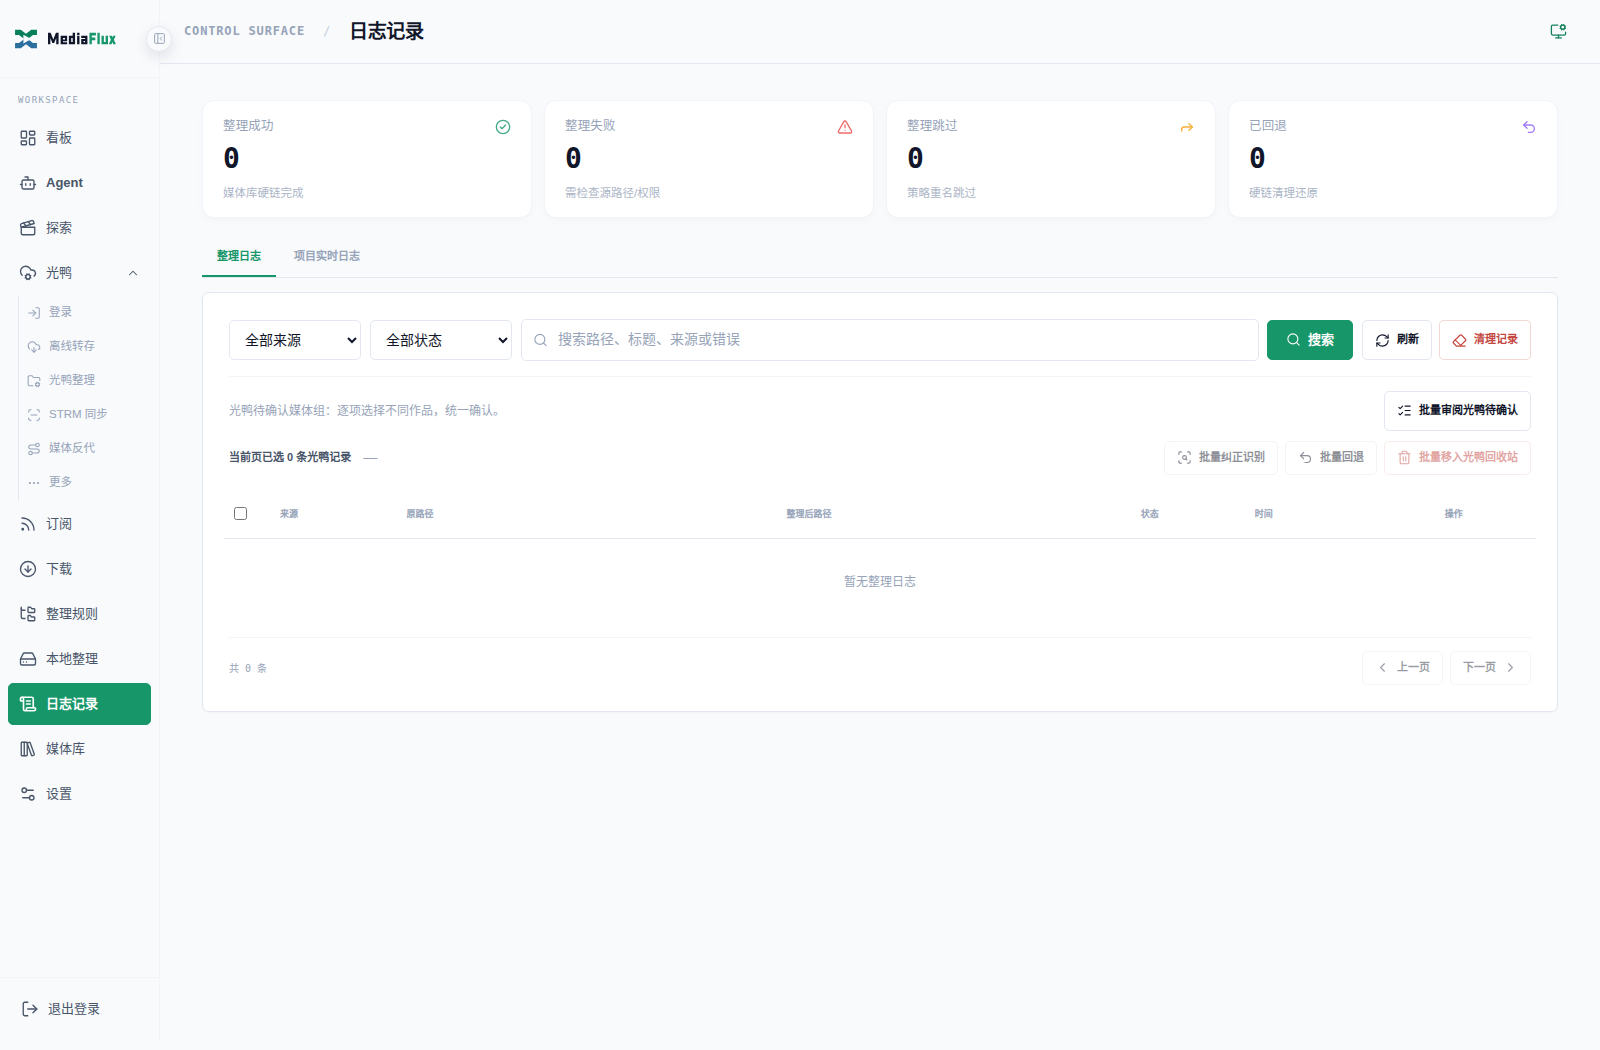 MediaFlux
CONTROL SURFACE / 日志记录
WORKSPACE
看板
Agent
探索
光鸭
登录
离线转存
光鸭整理
STRM 同步
媒体反代
更多
订阅
下载
整理规则
本地整理
日志记录
媒体库
设置
退出登录
整理成功
0
媒体库硬链完成
整理失败
0
需检查源路径/权限
整理跳过
0
策略重名跳过
已回退
0
硬链清理还原
整理日志 项目实时日志
全部来源 全部状态 搜索路径、标题、来源或错误 搜索 刷新 清理记录
光鸭待确认媒体组：逐项选择不同作品，统一确认。 批量审阅光鸭待确认
当前页已选 0 条光鸭记录 — 批量纠正识别 批量回退 批量移入光鸭回收站
来源 原路径 整理后路径 状态 时间 操作
暂无整理日志
共 0 条 上一页 下一页